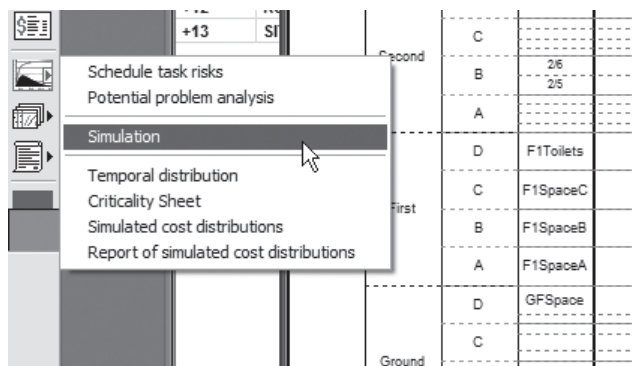 +13
Second
C
B
2/6
2/5
A
Schedule task risks
Potential problem analysis
Simulation
Temporal distribution
Criticality Sheet
Simulated cost distributions
Report of simulated cost distributions
First
D
F1Toilets
C
F1SpaceC
B
F1SpaceB
A
F1SpaceA
Ground
D
GFSpace
C